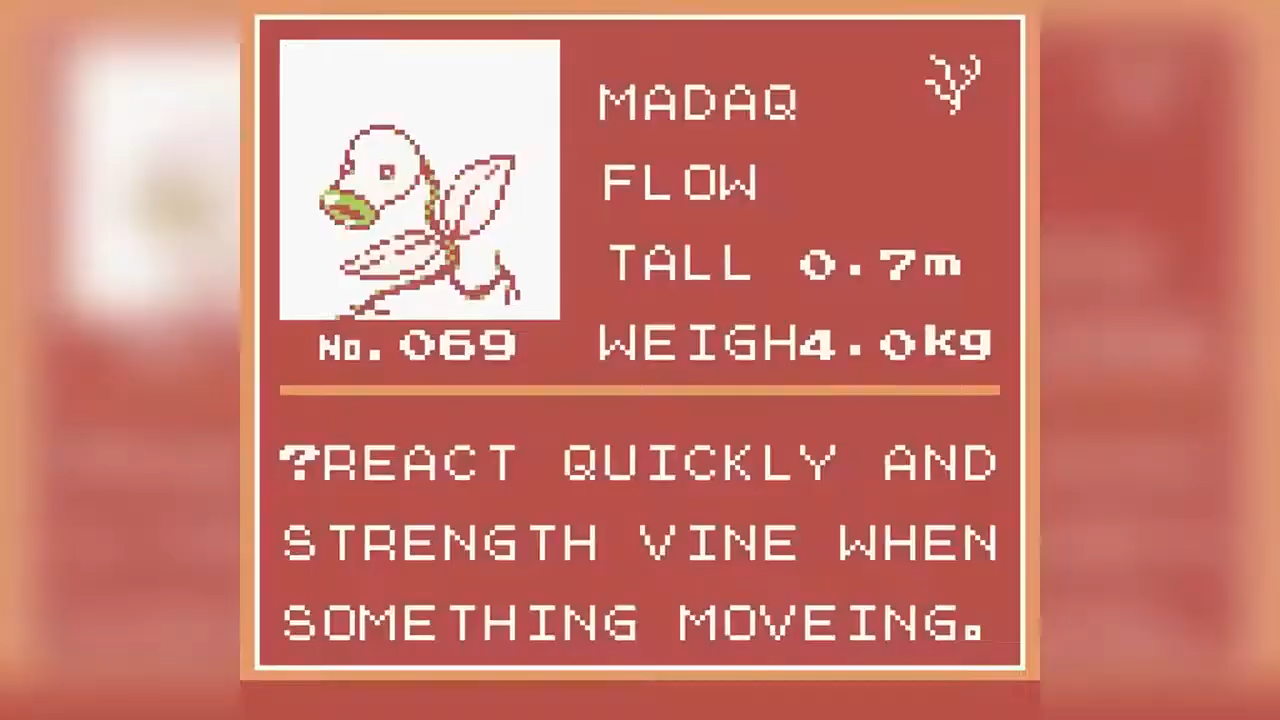 MADAQ
FLOW
TALL 0.7m
WEIGH4.0kg
No.069
?REACT QUICKLY AND
STRENGTH VINE WHEN
SOMETHING MOVEING.